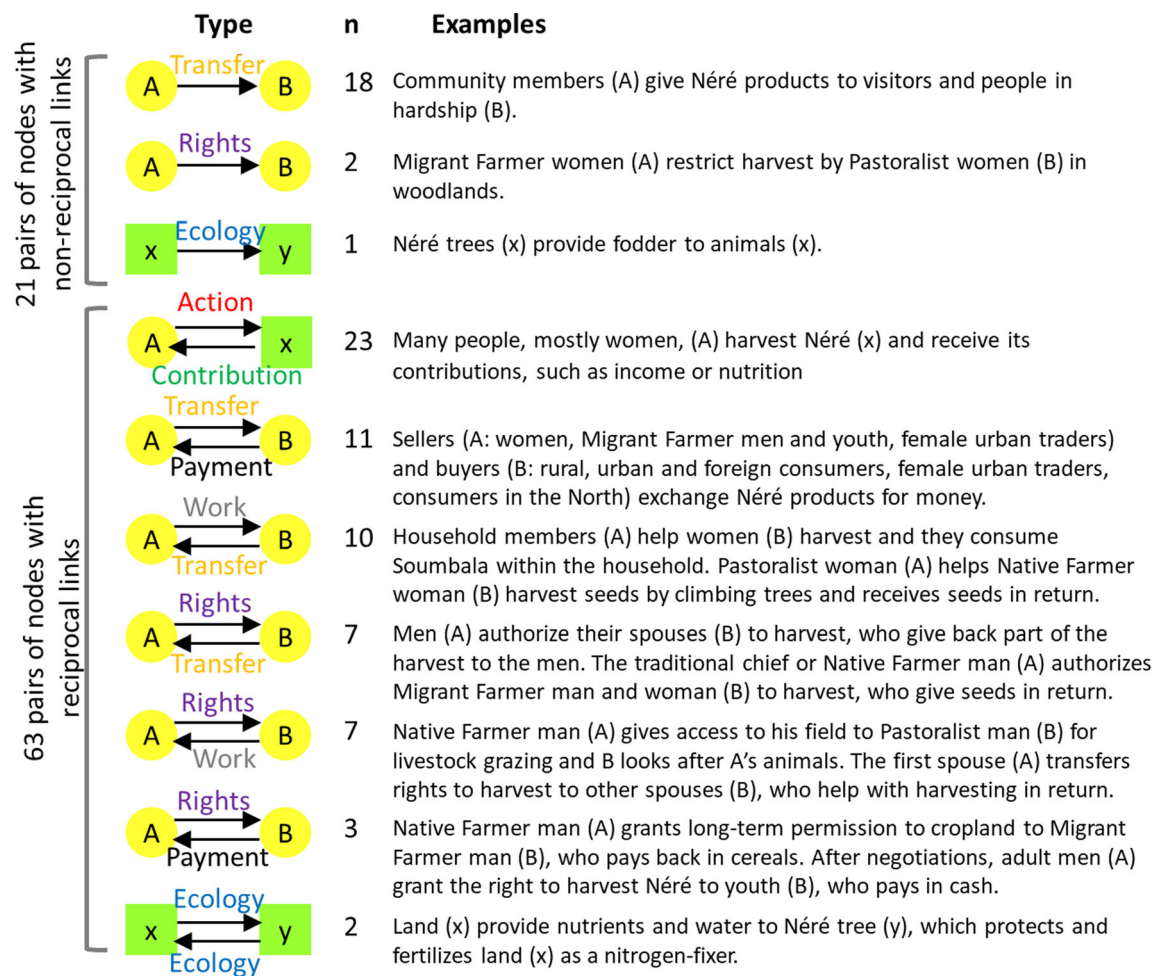 Type n Examples
21 pairs of nodes with
non-reciprocal links
Transfer
A B 18 Community members (A) give Néré products to visitors and people in
hardship (B).
Rights
A B 2 Migrant Farmer women (A) restrict harvest by Pastoralist women (B) in
woodlands.
Ecology
x y 1 Néré trees (x) provide fodder to animals (x).
63 pairs of nodes with
reciprocal links
Action
A x 23 Many people, mostly women, (A) harvest Néré (x) and receive its
contributions, such as income or nutrition
Contribution
Transfer
A B 11 Sellers (A: women, Migrant Farmer men and youth, female urban traders)
and buyers (B: rural, urban and foreign consumers, female urban traders,
consumers in the North) exchange Néré products for money.
Payment
Work
A B 10 Household members (A) help women (B) harvest and they consume
Soumbala within the household. Pastoralist woman (A) helps Native Farmer
woman (B) harvest seeds by climbing trees and receives seeds in return.
Transfer
Rights
A B 7 Men (A) authorize their spouses (B) to harvest, who give back part of the
harvest to the men. The traditional chief or Native Farmer man (A) authorizes
Migrant Farmer man and woman (B) to harvest, who give seeds in return.
Transfer
Rights
A B 7 Native Farmer man (A) gives access to his field to Pastoralist man (B) for
livestock grazing and B looks after A’s animals. The first spouse (A) transfers
rights to harvest to other spouses (B), who help with harvesting in return.
Work
Rights
A B 3 Native Farmer man (A) grants long-term permission to cropland to Migrant
Farmer man (B), who pays back in cereals. After negotiations, adult men (A)
grant the right to harvest Néré to youth (B), who pays in cash.
Payment
Ecology
x y 2 Land (x) provide nutrients and water to Néré tree (y), which protects and
fertilizes land (x) as a nitrogen-fixer.
Ecology